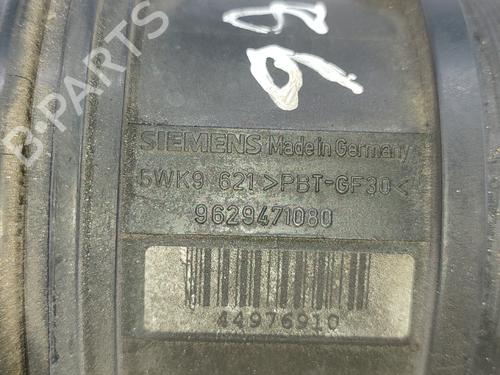 B-PARTS
SIEMENS Made in Germany
5WK9 621 >PBT-GF30<
9629471080
44976910